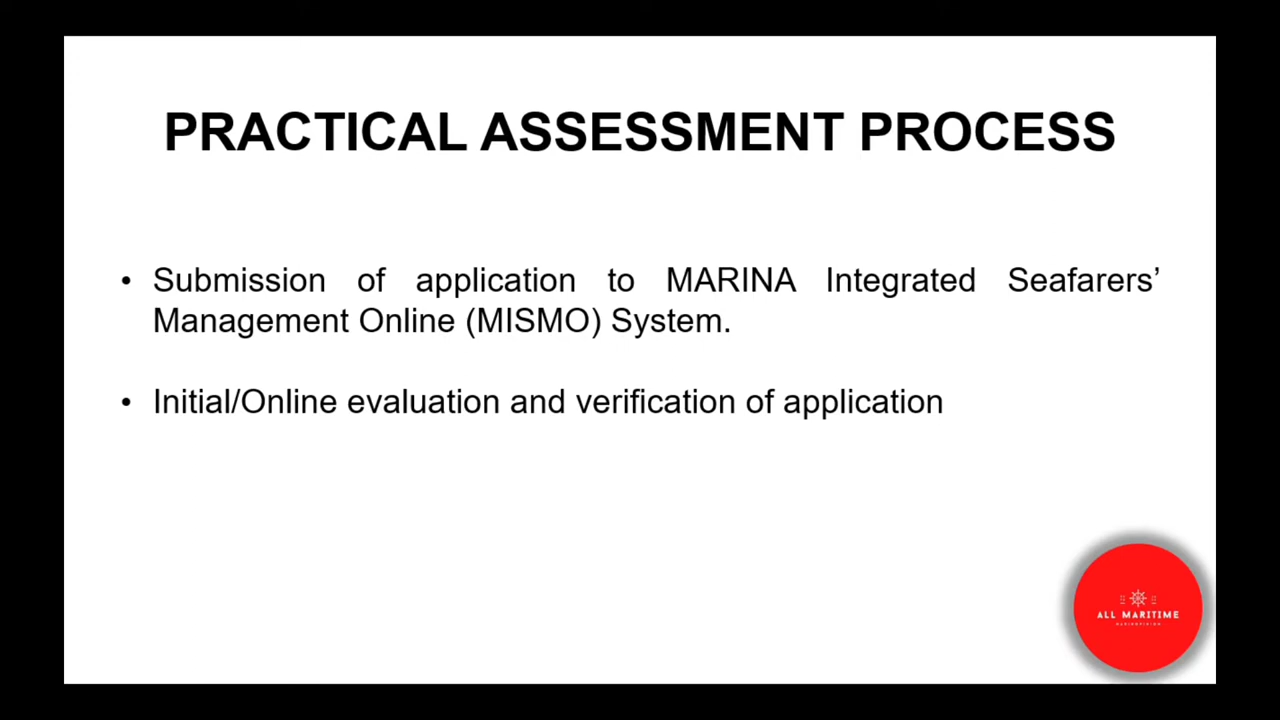 PRACTICAL ASSESSMENT PROCESS
• Submission of application to MARINA Integrated Seafarers’
Management Online (MISMO) System.
• Initial/Online evaluation and verification of application
ALL MARITIME